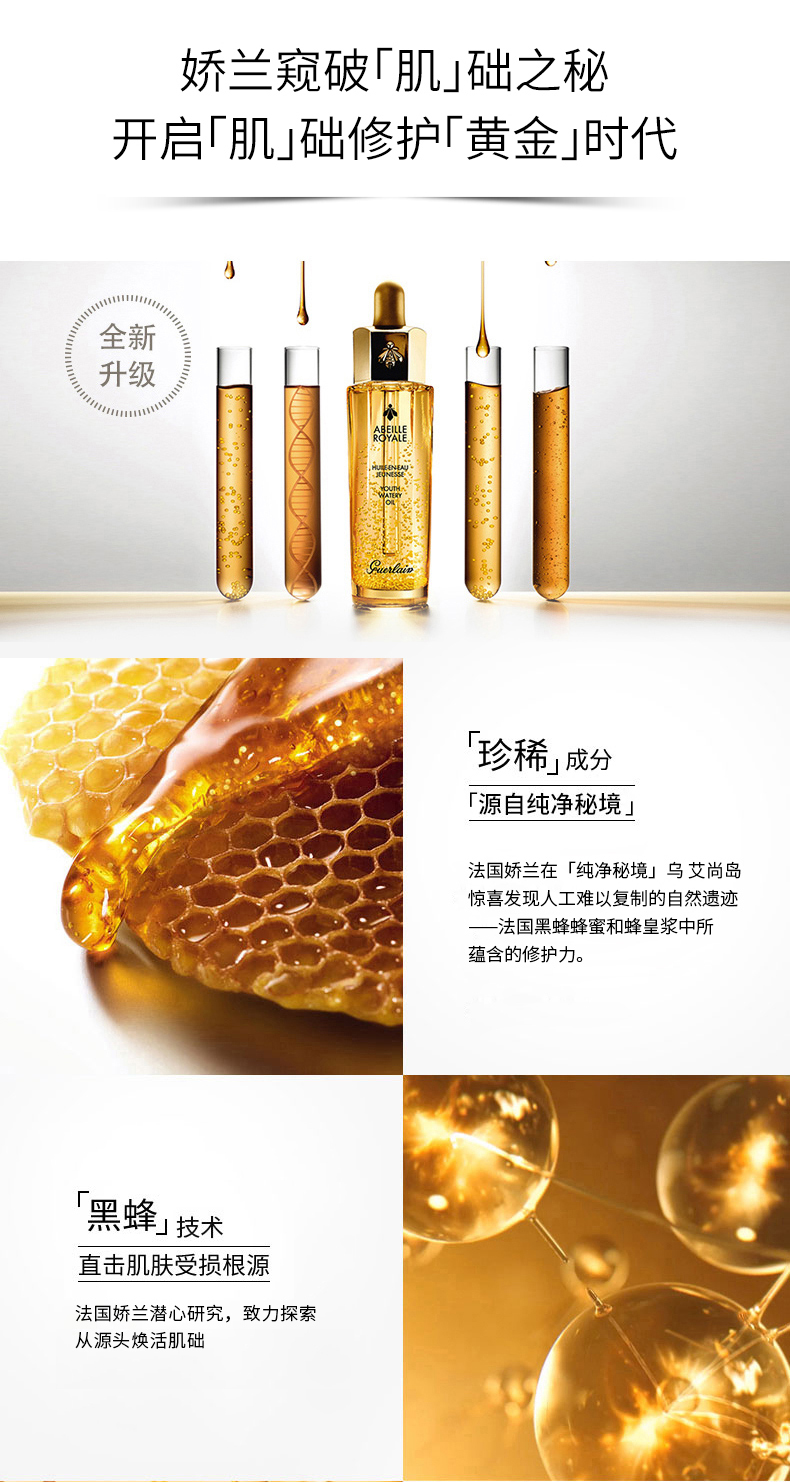 娇兰窥破「肌」础之秘
开启「肌」础修护「黄金」时代
全新
升级
ABEILLE
ROYALE
HUILE-EN-EAU
JEUNESSE
YOUTH
WATERY
OIL
Guerlain
「珍稀」成分
「源自纯净秘境」
法国娇兰在「纯净秘境」乌 艾尚岛
惊喜发现人工难以复制的自然遗迹
——法国黑蜂蜂蜜和蜂皇浆中所
蕴含的修护力。
「黑蜂」技术
直击肌肤受损根源
法国娇兰潜心研究，致力探索
从源头焕活肌础